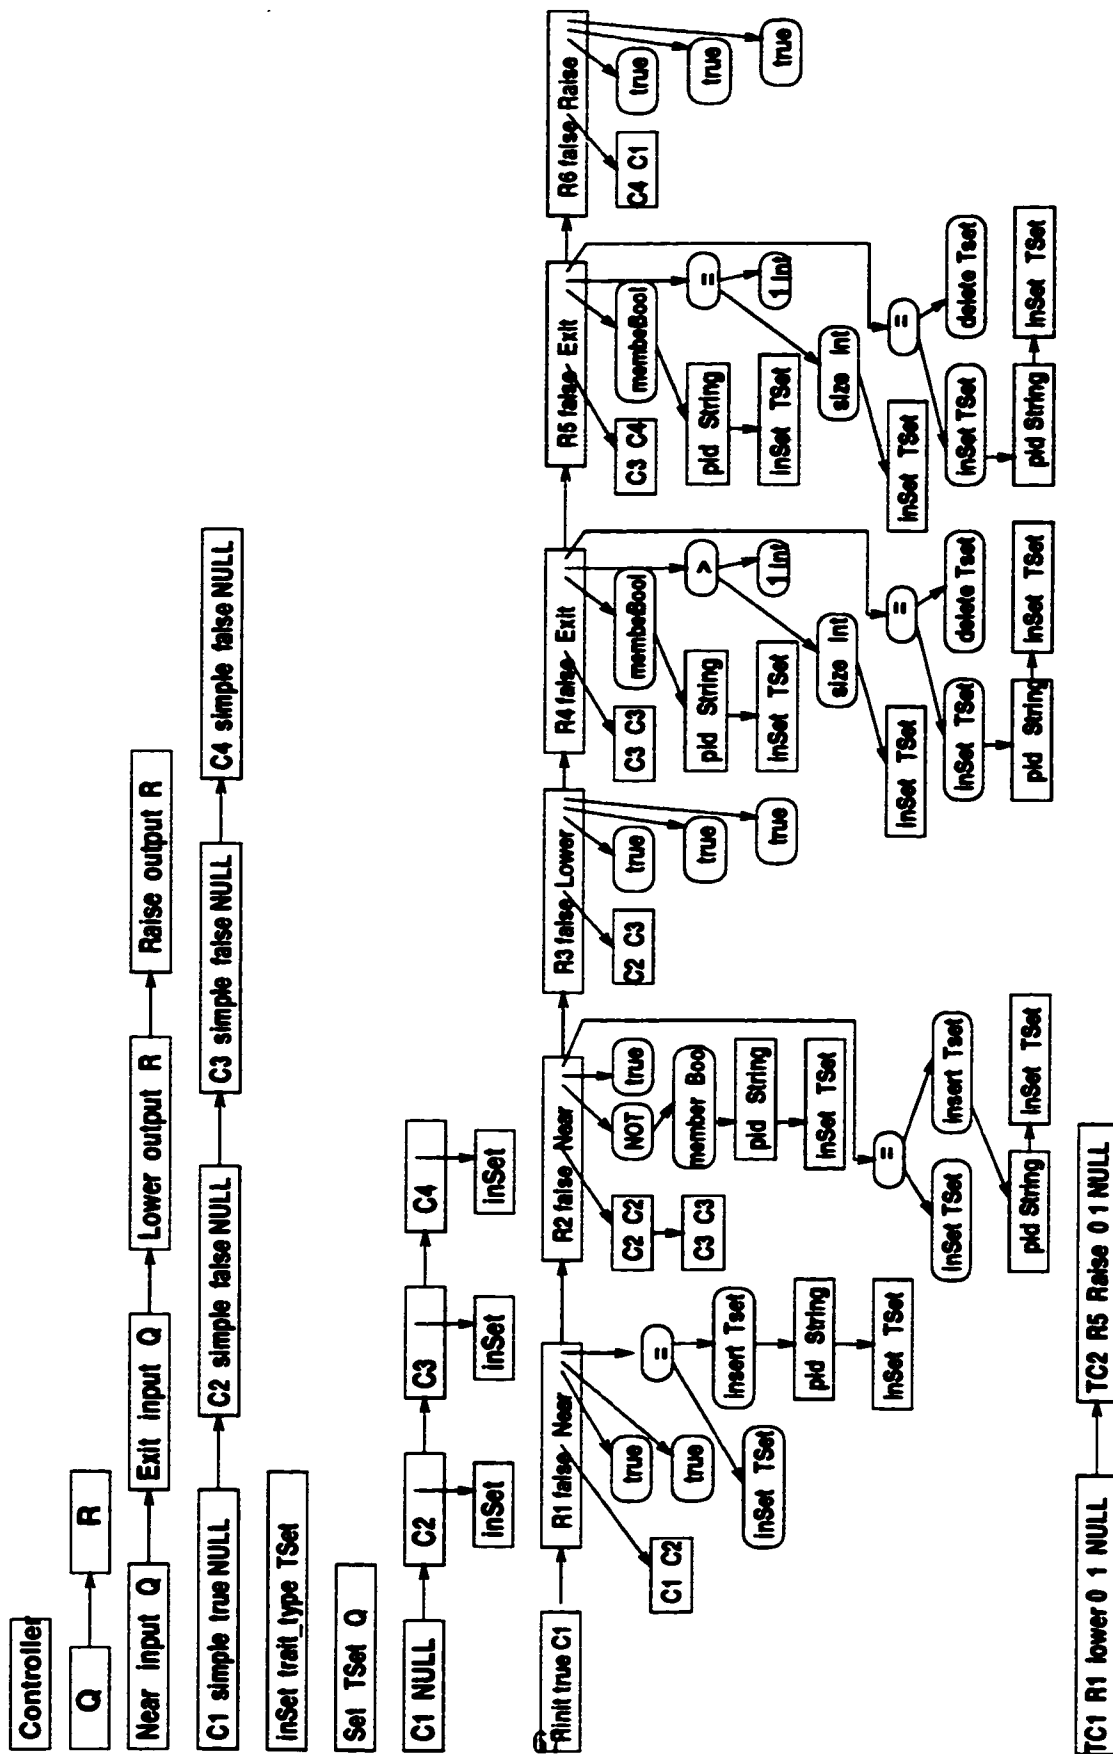 Controller
Q R
Near input Q Exit input Q Lower output R Raise output R
C1 simple true NULL C2 simple false NULL C3 simple false NULL C4 simple false NULL
inSet trait_type TSet
Set TSet Q
C1 NULL C2 C3 C4
inSet inSet inSet
Rinit true C1 R1 false Near R2 false Near R3 false Lower R4 false Exit R5 false Exit R6 false Raise
C1 C2
true
true
=
inSet TSet
insert Tset
pid String
inSet TSet
C2 C2
C3 C3
NOT
true
member Bool
pid String
inSet TSet
=
inSet TSet
insert Tset
pid String
inSet TSet
C2 C3
true
true
true
C3 C3
membeBool
pid String
inSet TSet
>
1 Int
size Int
inSet TSet
=
inSet TSet
delete Tset
pid String
inSet TSet
C3 C4
membeBool
pid String
inSet TSet
=
1 Int
size Int
inSet TSet
=
inSet TSet
delete Tset
pid String
inSet TSet
C4 C1
true
true
true
TC1 R1 lower 0 1 NULL TC2 R5 Raise 0 1 NULL